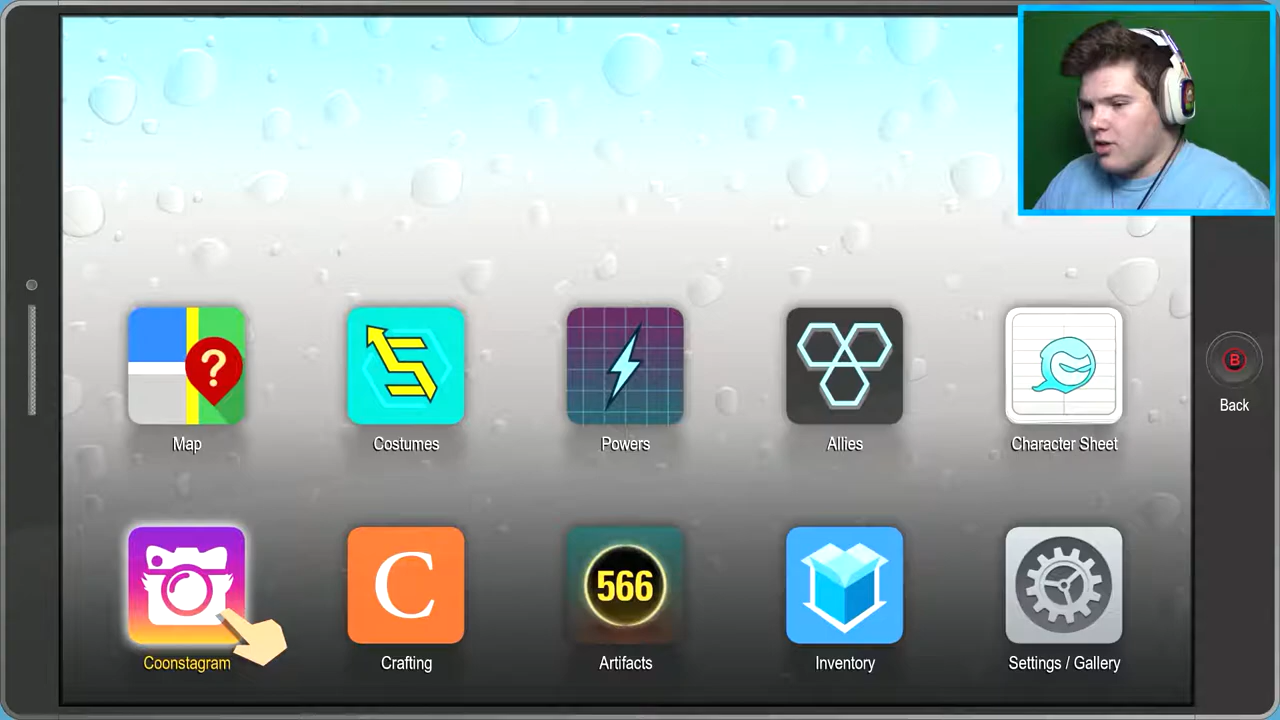 ?
Map
Costumes
Powers
Allies
Character Sheet
B
Back
C
566
Coonstagram
Crafting
Artifacts
Inventory
Settings / Gallery